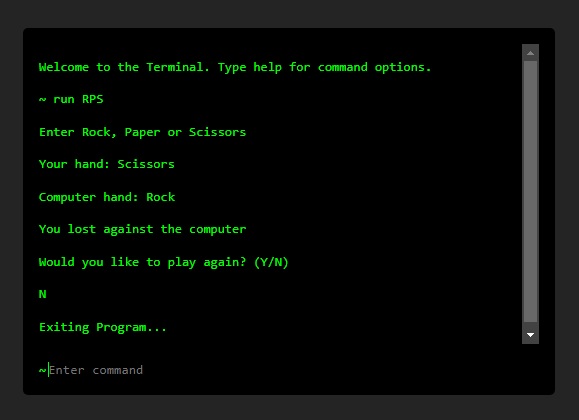 Welcome to the Terminal. Type help for command options.
~ run RPS
Enter Rock, Paper or Scissors
Your hand: Scissors
Computer hand: Rock
You lost against the computer
Would you like to play again? (Y/N)
N
Exiting Program...
~Enter command